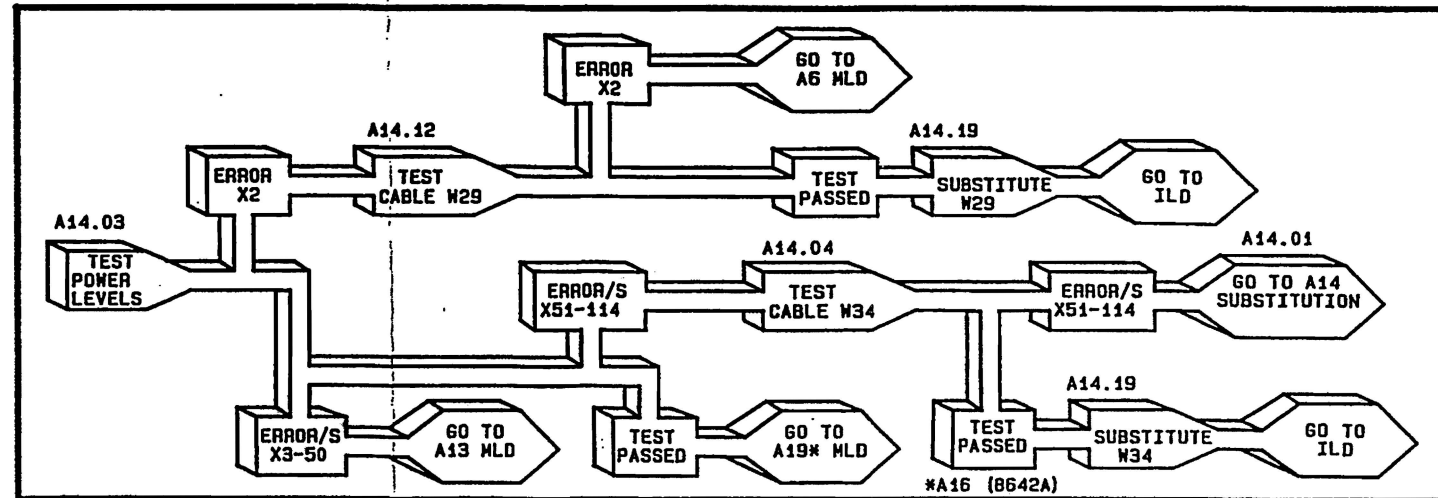 ERROR
X2
GO TO
A6 MLD
A14.12
A14.19
ERROR
X2
TEST
CABLE W29
TEST
PASSED
SUBSTITUTE
W29
GO TO
ILD
A14.03
TEST
POWER
LEVELS
A14.04
A14.01
ERROR/S
X51-114
TEST
CABLE W34
ERROR/S
X51-114
GO TO A14
SUBSTITUTION
A14.19
ERROR/S
X3-50
GO TO
A13 MLD
TEST
PASSED
GO TO
A19* MLD
TEST
PASSED
SUBSTITUTE
W34
GO TO
ILD
*A16 (8642A)